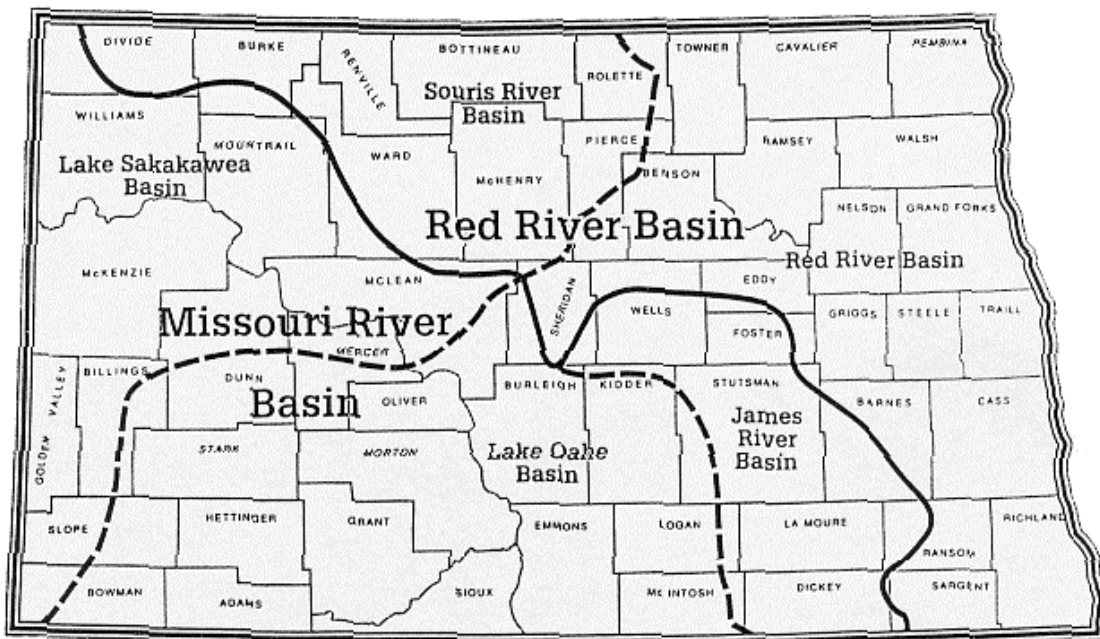 DIVIDE
BURKE
RENVILLE
BOTTINEAU
ROLETTE
TOWNER
CAVALIER
PEMBINA
Souris River
Basin
WILLIAMS
MOUNTRAIL
WARD
McHENRY
PIERCE
BENSON
RAMSEY
WALSH
Lake Sakakawea
Basin
NELSON
GRAND FORKS
Red River Basin
Red River Basin
McKENZIE
McLEAN
SHERIDAN
WELLS
EDDY
FOSTER
GRIGGS
STEELE
TRAILL
Missouri River
Basin
MERCER
GOLDEN VALLEY
BILLINGS
DUNN
OLIVER
BURLEIGH
KIDDER
STUTSMAN
BARNES
CASS
James
River
Basin
STARK
MORTON
Lake Oahe
Basin
SLOPE
HETTINGER
GRANT
EMMONS
LOGAN
LA MOURE
RANSOM
RICHLAND
BOWMAN
ADAMS
SIOUX
Mc INTOSH
DICKEY
SARGENT